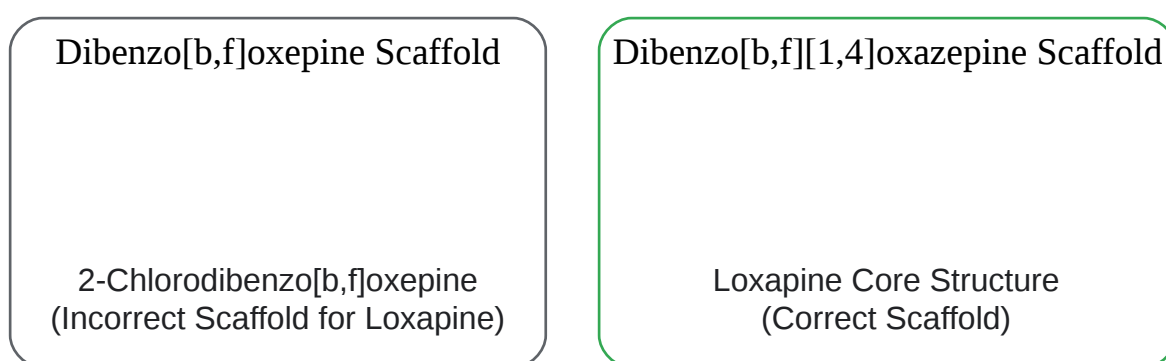 Dibenzo[b,f]oxepine Scaffold
2-Chlorodibenzo[b,f]oxepine
(Incorrect Scaffold for Loxapine)
Dibenzo[b,f][1,4]oxazepine Scaffold
Loxapine Core Structure
(Correct Scaffold)